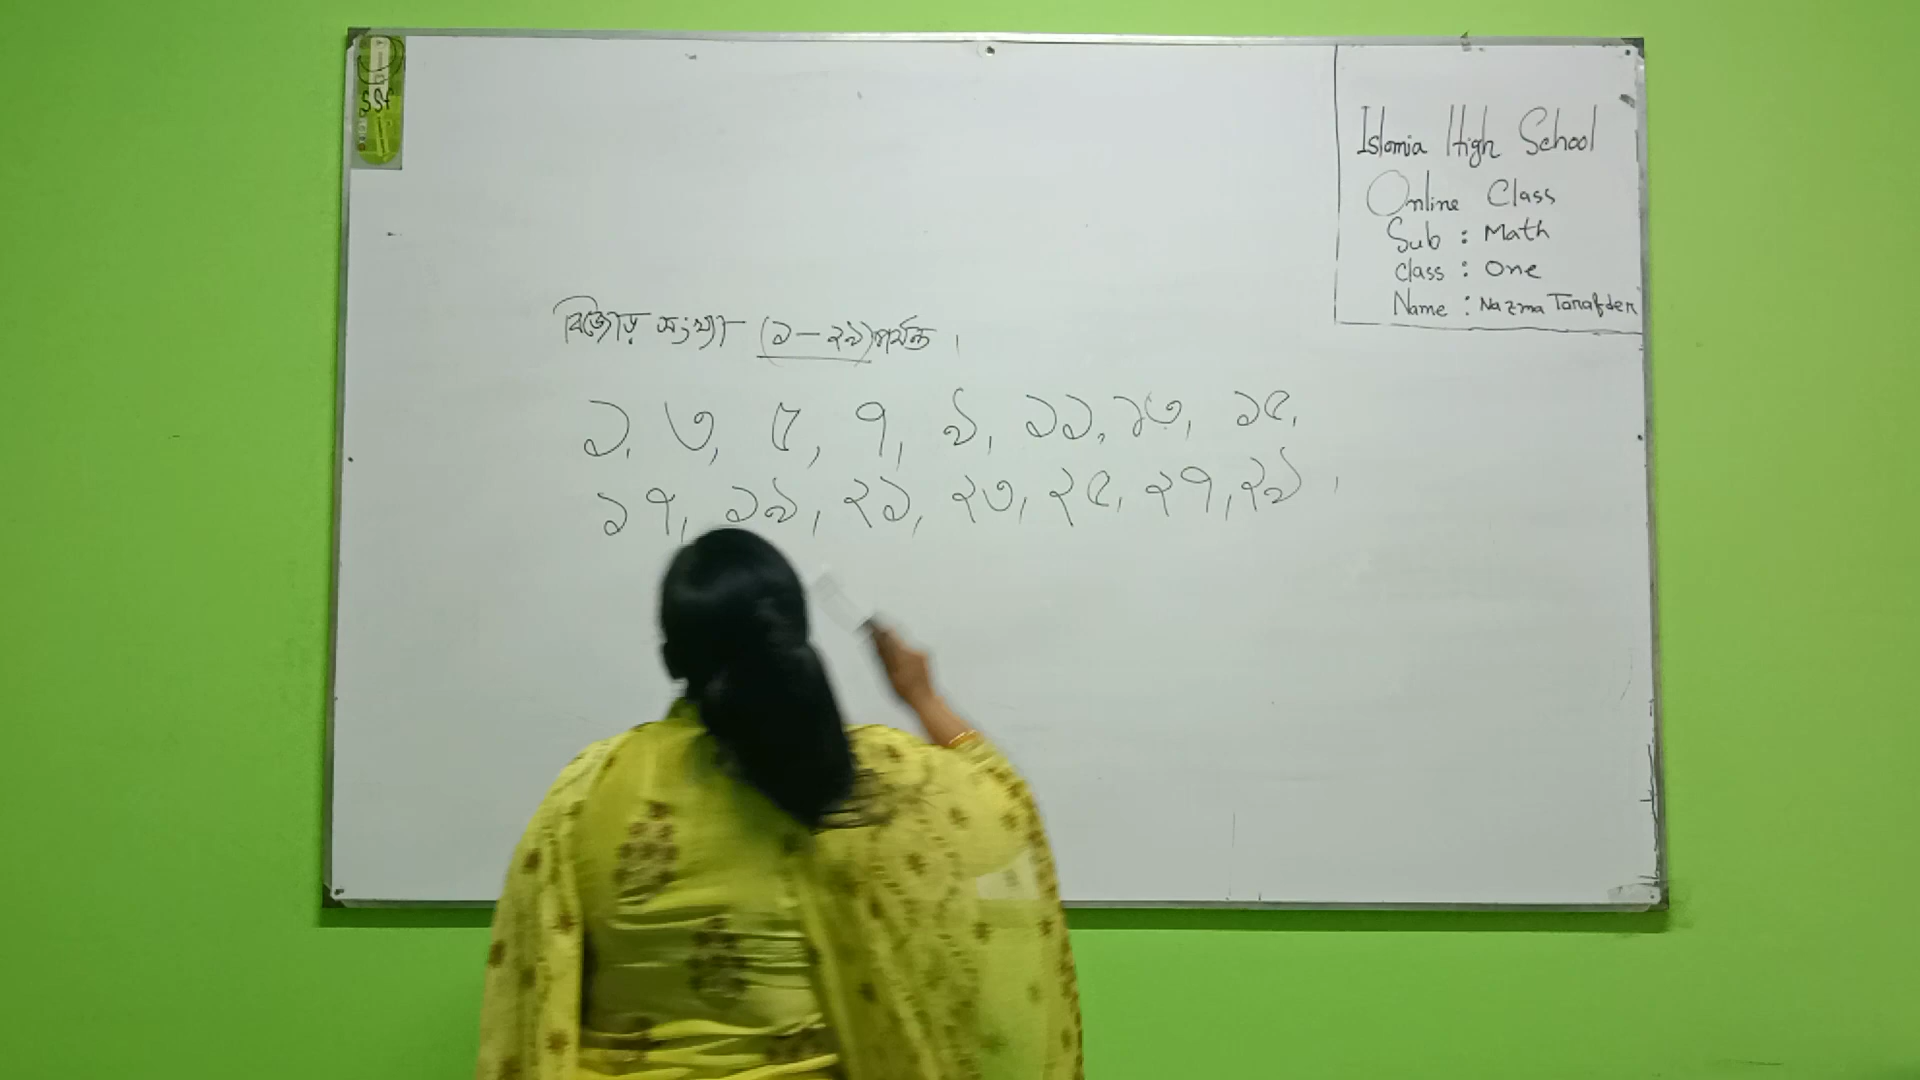 Islamia High School
Online Class
Sub : Math
Class : One
Name : Nazma Tarafder
বিজোড় সংখ্যা (১-২৯) পর্যন্ত ।
১, ৩, ৫, ৭, ৯, ১১, ১৩, ১৫,
১৭, ১৯, ২১, ২৩, ২৫, ২৭, ২৯ ।